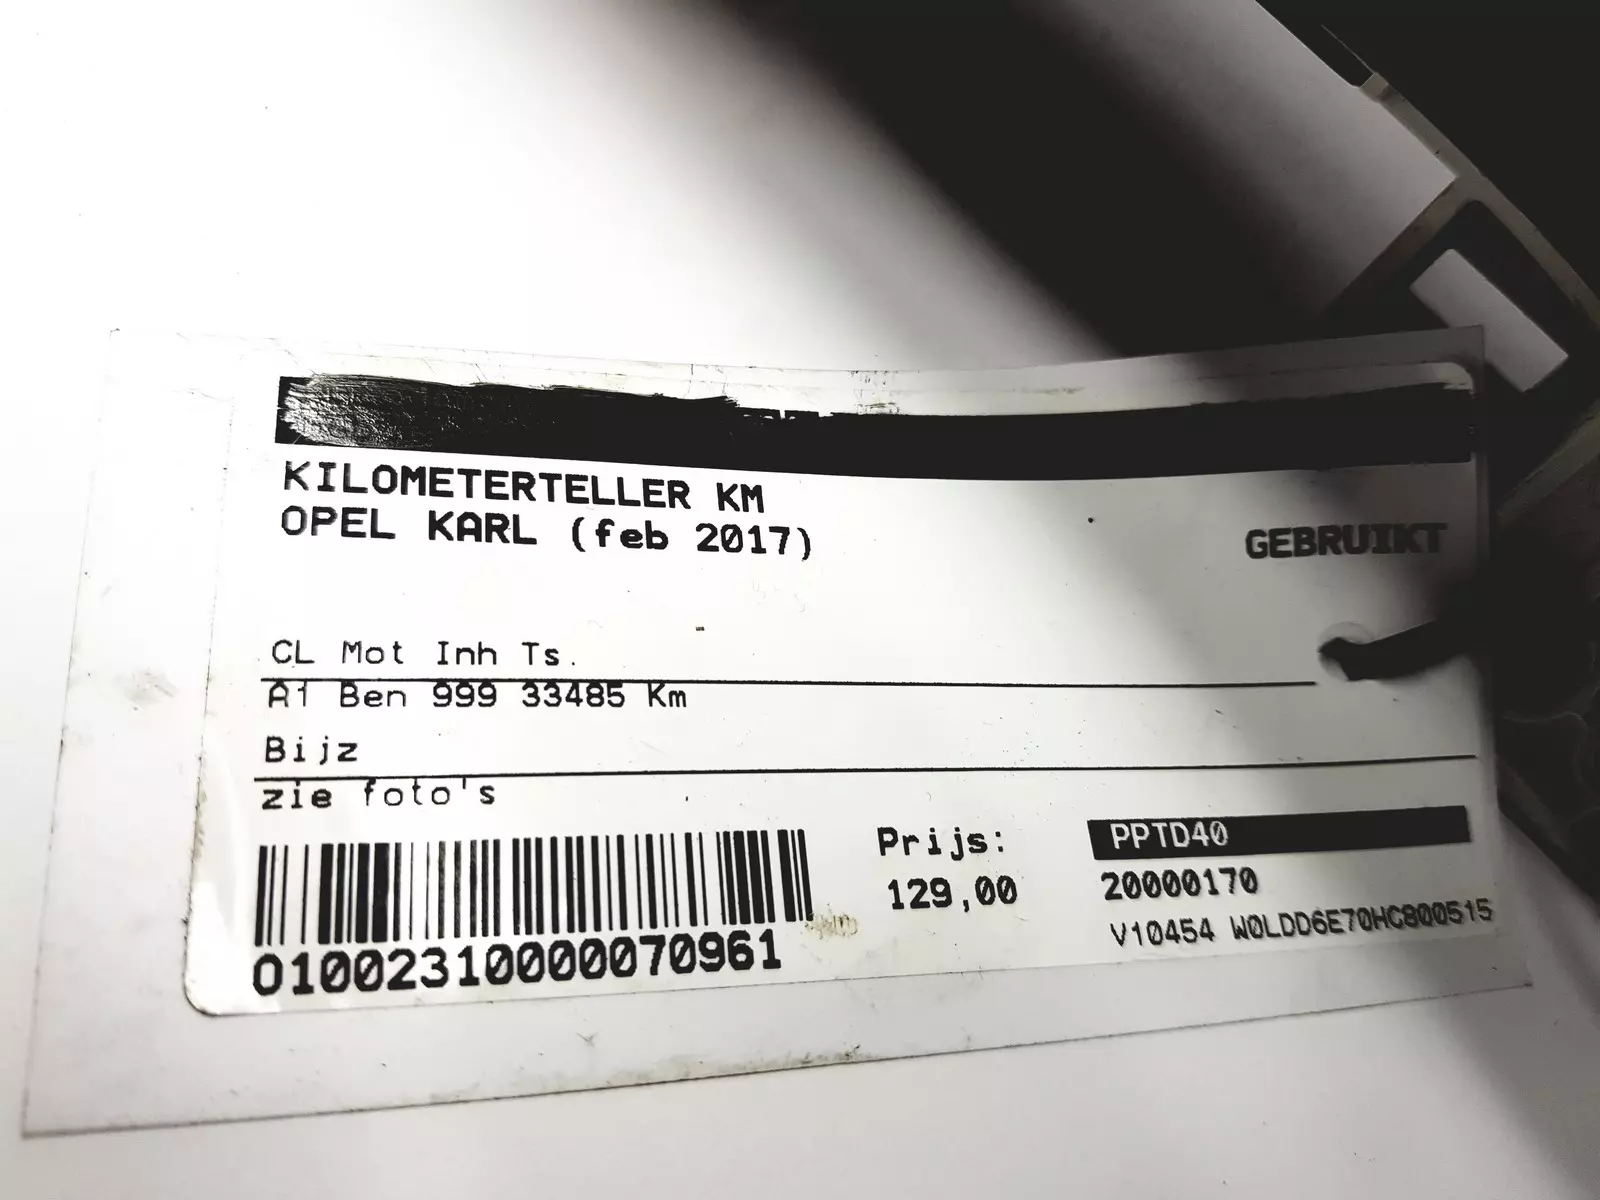 KILOMETERTELLER KM
OPEL KARL (feb 2017)
GEBRUIKT
CL Mot Inh Ts.
A1 Ben 999 33485 Km
Bijz
zie foto's
01002310000070961
Prijs:
129,00
PPTD40
20000170
V10454 W0LDD6E70HC800515